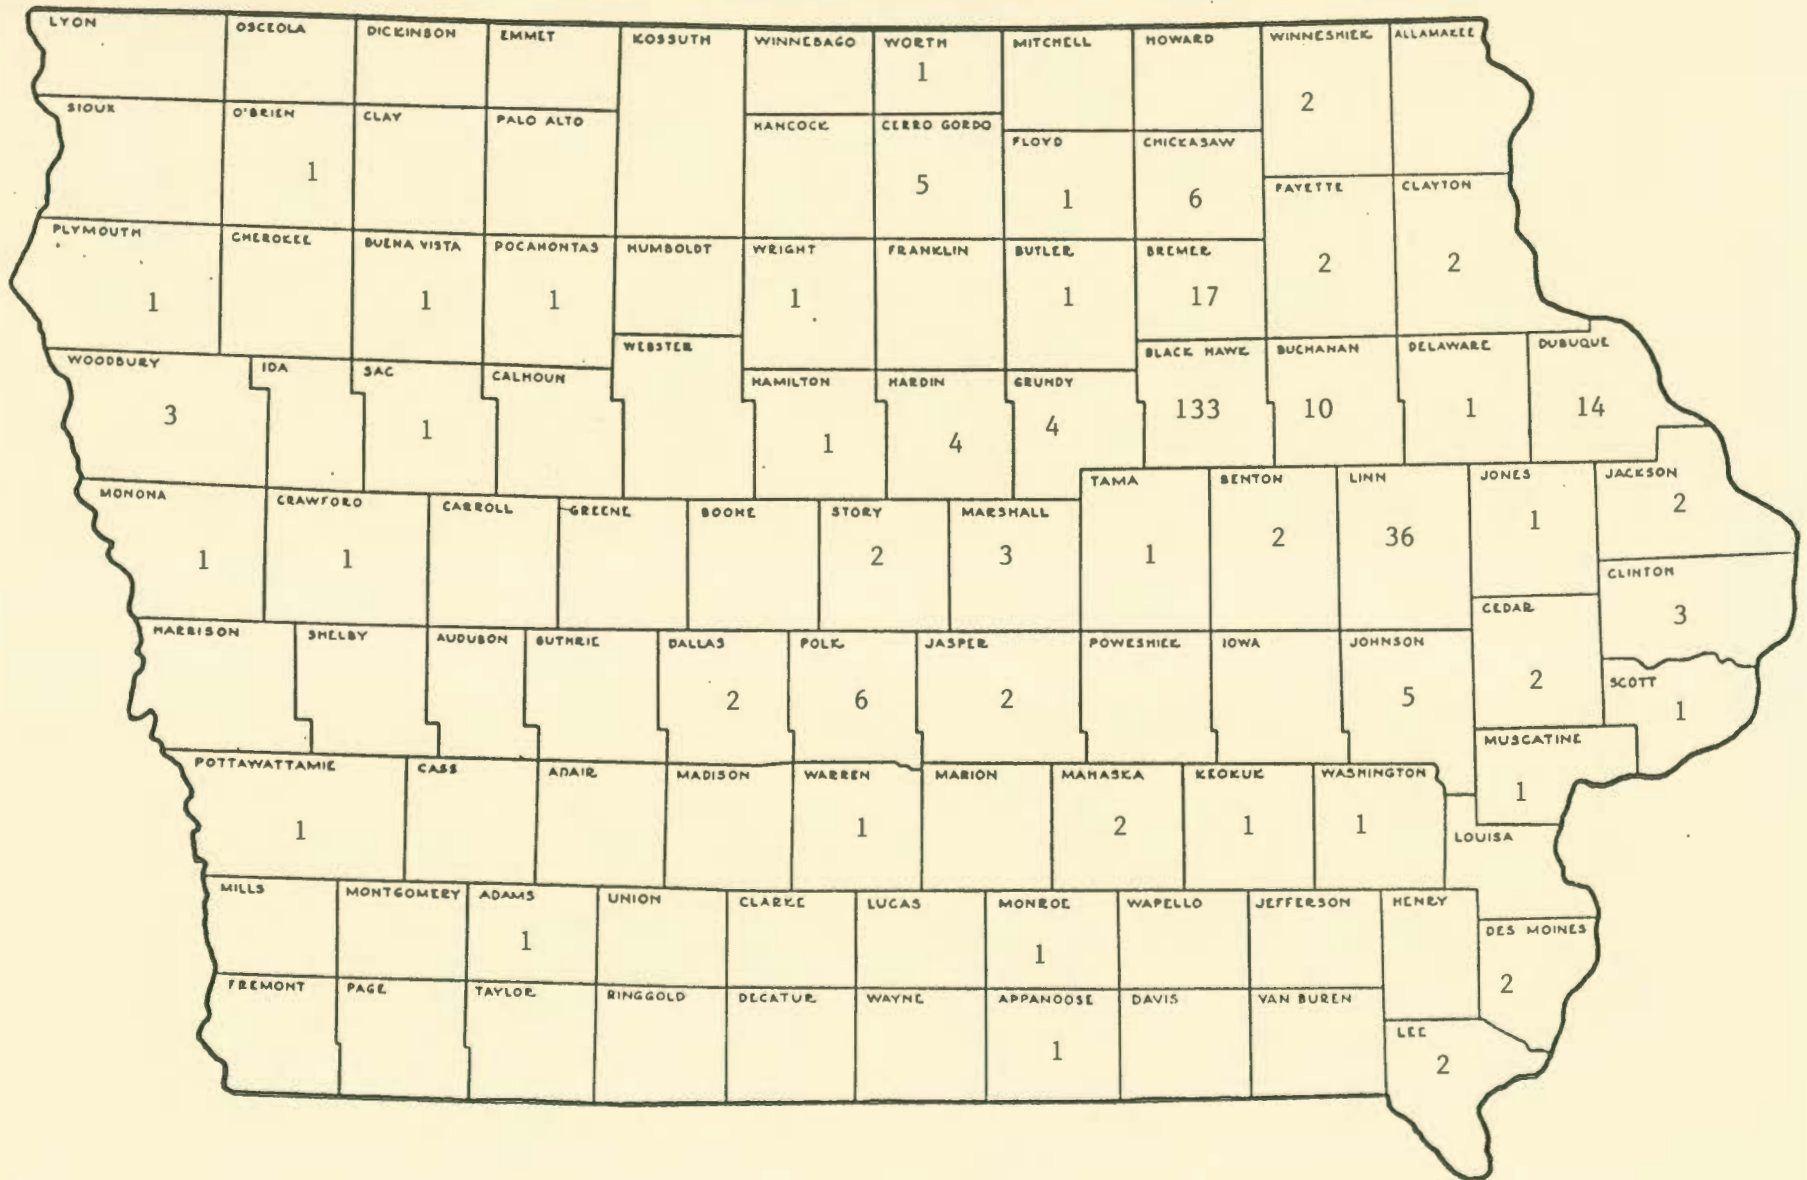 LYON
OSCEOLA
DICKINSON
EMMET
KOSSUTH
WINNEBAGO
WORTH
1
MITCHELL
HOWARD
WINNESHIEK
2
ALLAMAKEE
SIOUX
O'BRIEN
1
CLAY
PALO ALTO
HANCOCK
CERRO GORDO
5
FLOYD
1
CHICKASAW
6
FAYETTE
2
CLAYTON
2
PLYMOUTH
1
CHEROKEE
BUENA VISTA
1
POCAHONTAS
1
HUMBOLDT
WRIGHT
1
FRANKLIN
BUTLER
1
BREMER
17
WOODBURY
3
IDA
SAC
1
CALHOUN
WEBSTER
HAMILTON
1
HARDIN
4
GRUNDY
4
BLACK HAWK
133
BUCHANAN
10
DELAWARE
1
DUBUQUE
14
MONONA
1
CRAWFORD
1
CARROLL
GREENE
BOONE
STORY
2
MARSHALL
3
TAMA
1
BENTON
2
LINN
36
JONES
1
JACKSON
2
CLINTON
3
CEDAR
2
HARRISON
SHELBY
AUDUBON
GUTHRIE
DALLAS
2
POLK
6
JASPER
2
POWESHIEK
IOWA
JOHNSON
5
SCOTT
1
MUSCATINE
1
POTTAWATTAMIE
1
CASS
ADAIR
MADISON
WARREN
1
MARION
MAHASKA
2
KEOKUK
1
WASHINGTON
1
LOUISA
MILLS
MONTGOMERY
ADAMS
1
UNION
CLARKE
LUCAS
MONROE
1
WAPELLO
JEFFERSON
HENRY
DES MOINES
2
FREMONT
PAGE
TAYLOR
RINGGOLD
DECATUR
WAYNE
APPANOOSE
1
DAVIS
VAN BUREN
LEE
2